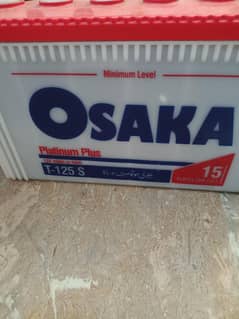 Minimum Level
OSAKA
Platinum Plus
T-125 S
15